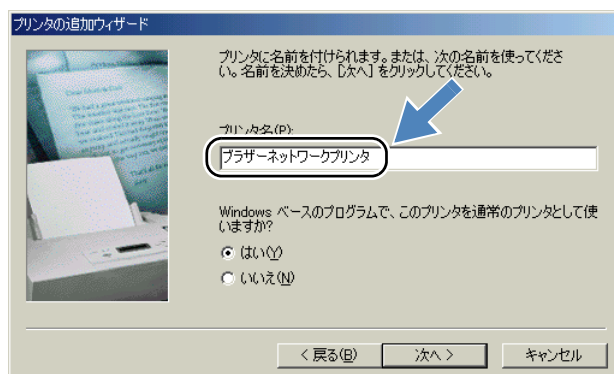 プリンタの追加ウィザード
プリンタに名前を付けられます。または、次の名前を使ってくださ
い。名前を決めたら、[次へ] をクリックしてください。
プリンタ名(P):
ブラザーネットワークプリンタ
Windows ベースのプログラムで、このプリンタを通常のプリンタとして使
いますか?
はい(Y)
いいえ(N)
< 戻る(B)
次へ >
キャンセル